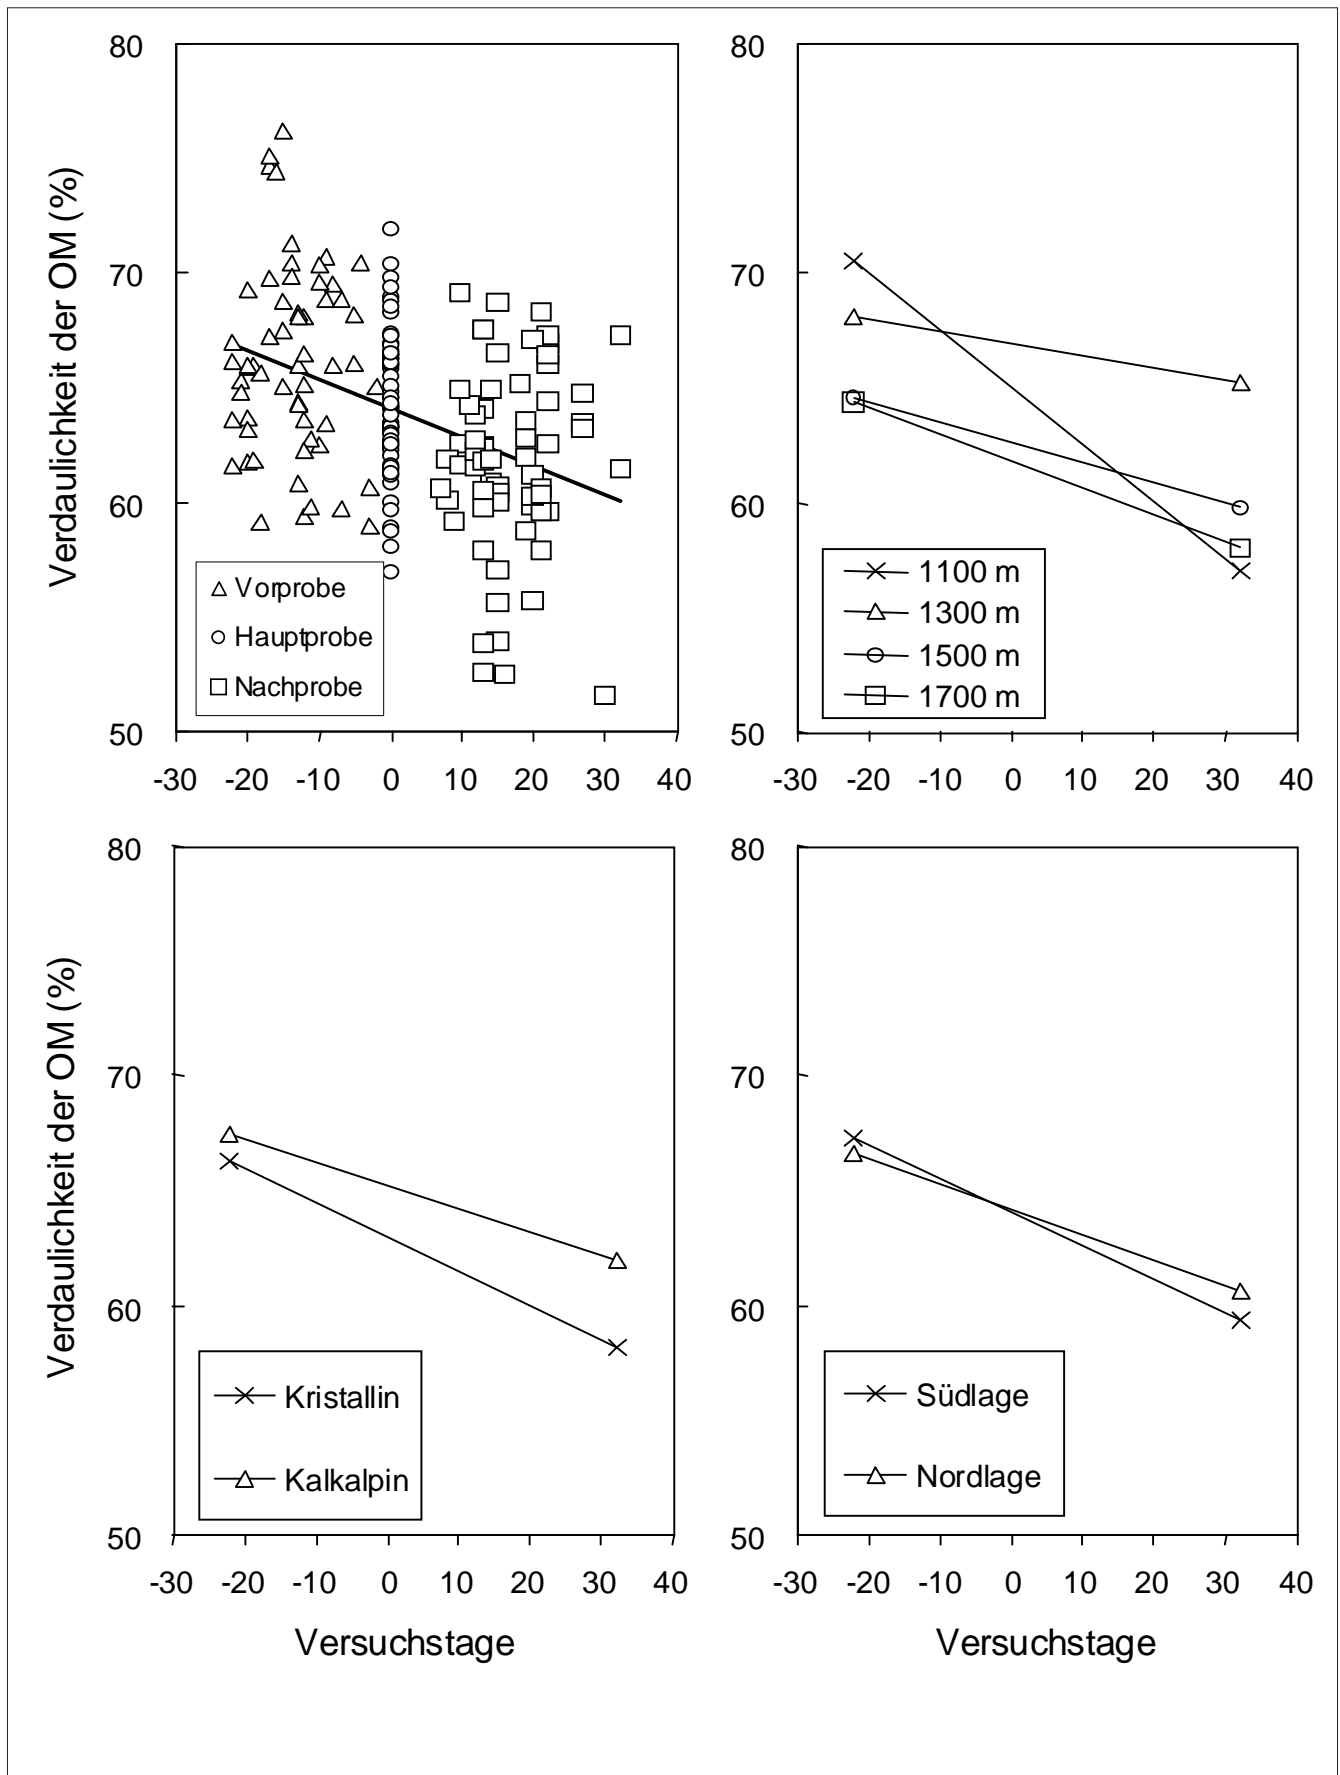 Verdaulichkeit der OM (%)
80
70
60
50
-30 -20 -10 0 10 20 30 40
Vorprobe
Hauptprobe
Nachprobe
80
70
60
50
-30 -20 -10 0 10 20 30 40
1100 m
1300 m
1500 m
1700 m
Verdaulichkeit der OM (%)
80
70
60
50
-30 -20 -10 0 10 20 30 40
Kristallin
Kalkalpin
Versuchstage
80
70
60
50
-30 -20 -10 0 10 20 30 40
Südlage
Nordlage
Versuchstage